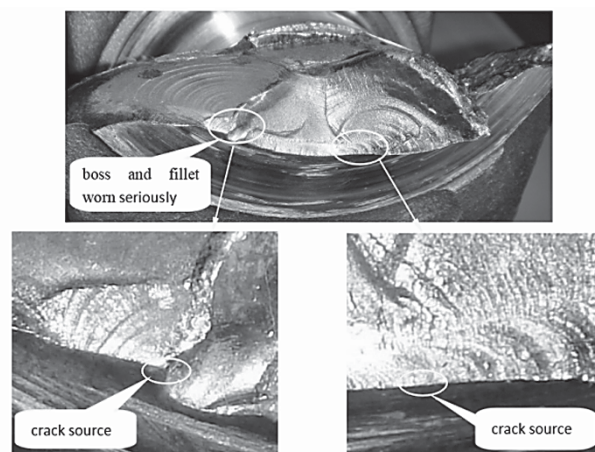 boss and fillet
worn seriously
crack source
crack source